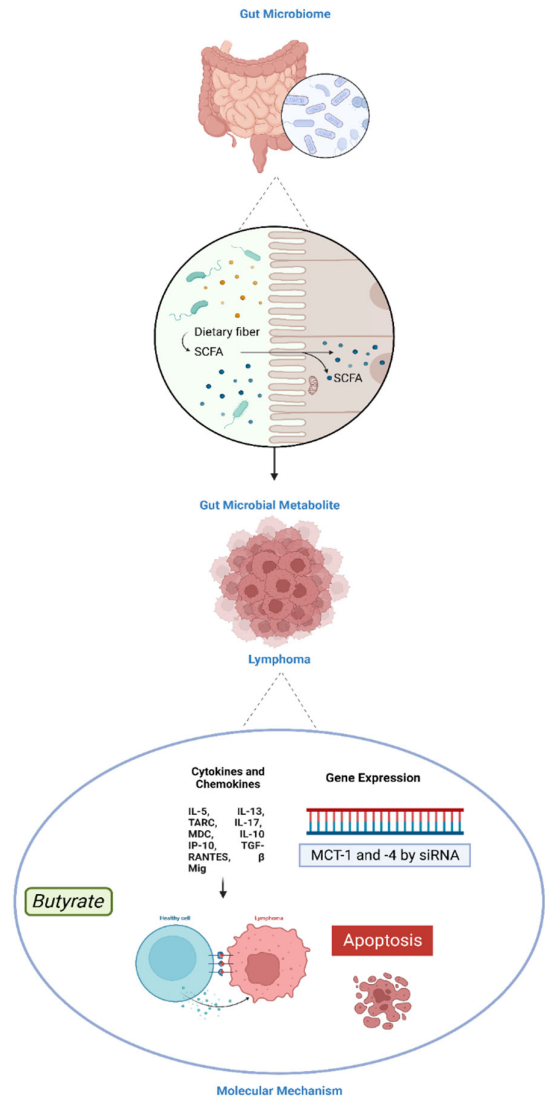 Gut Microbiome
Dietary fiber
SCFA
SCFA
Gut Microbial Metabolite
Lymphoma
Cytokines and
Chemokines
IL-5, IL-13,
TARC, IL-17,
MDC, IL-10
IP-10, TGF-
RANTES, β
Mig
Gene Expression
MCT-1 and -4 by siRNA
Butyrate
Healthy cell
Lymphoma
Apoptosis
Molecular Mechanism